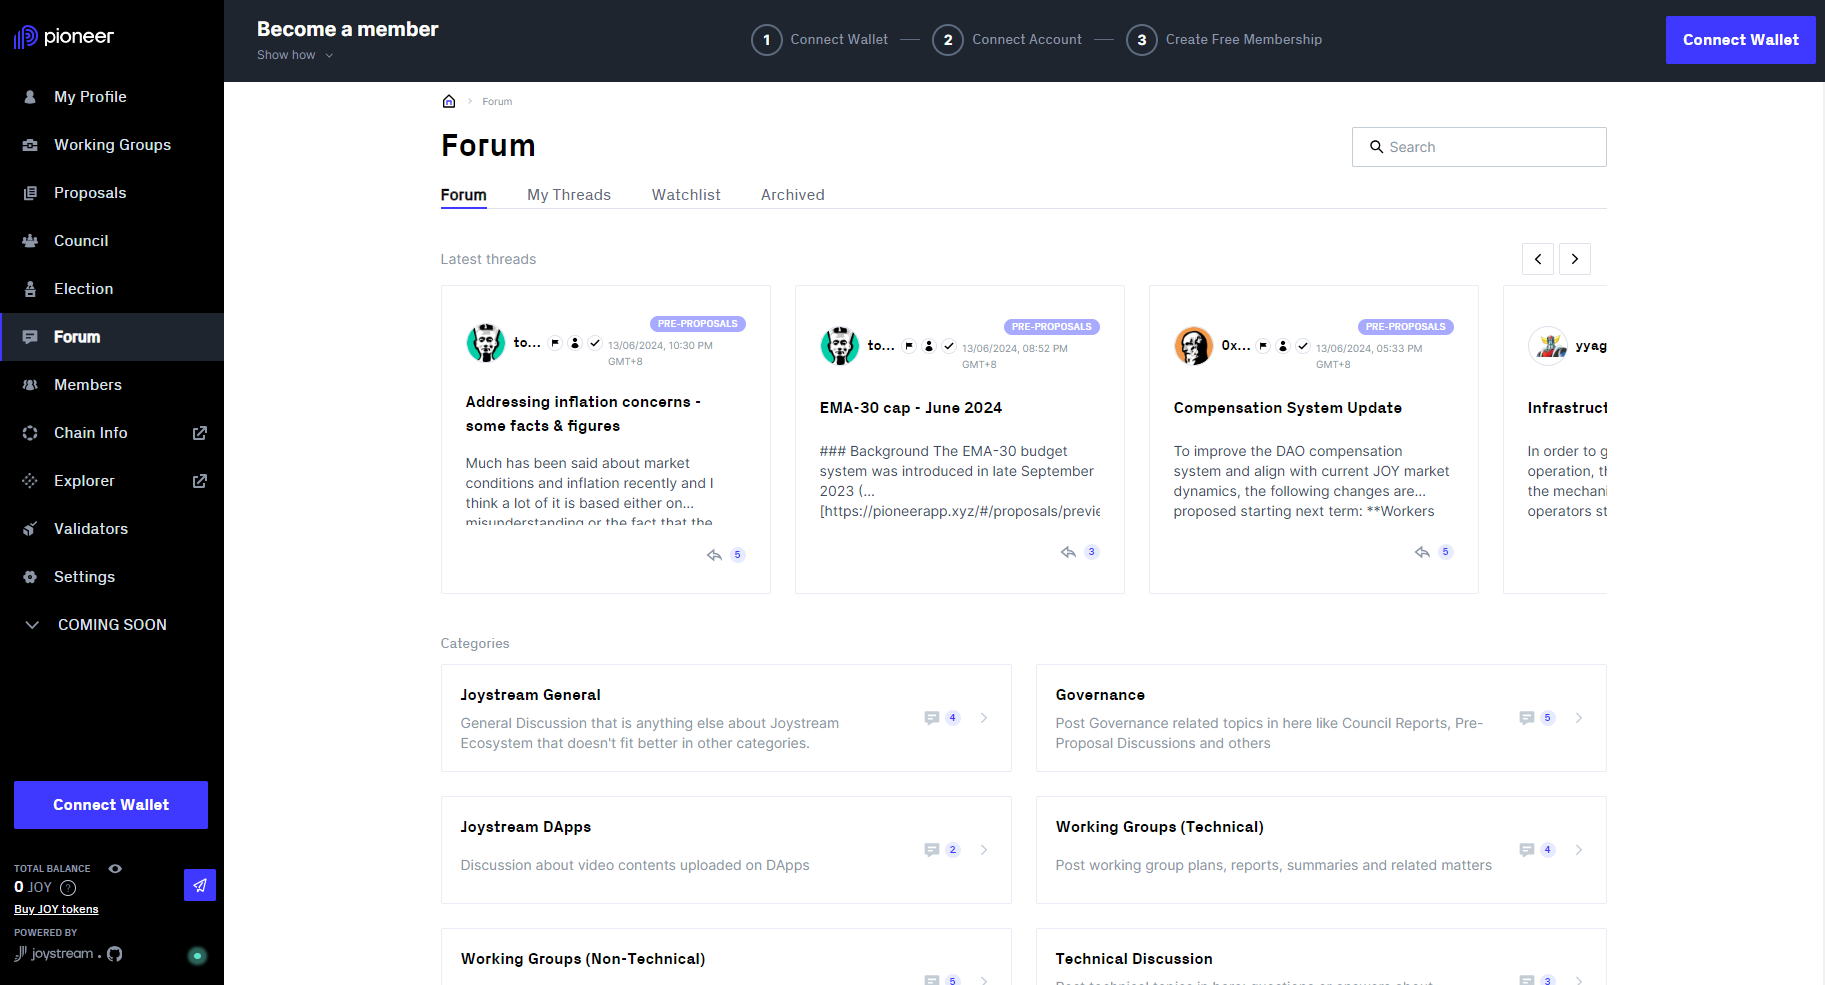 pioneer
My Profile
Working Groups
Proposals
Council
Election
Forum
Members
Chain Info
Explorer
Validators
Settings
COMING SOON
Connect Wallet
TOTAL BALANCE
0 JOY ?
Buy JOY tokens
POWERED BY
joystream .
Become a member
Show how
1 Connect Wallet
2 Connect Account
3 Create Free Membership
Connect Wallet
Forum
Forum
Search
Forum My Threads Watchlist Archived
Latest threads
PRE-PROPOSALS
to... 13/06/2024, 10:30 PM
GMT+8
Addressing inflation concerns -
some facts & figures
Much has been said about market
conditions and inflation recently and I
think a lot of it is based either on...
misunderstanding or the fact that the
5
PRE-PROPOSALS
to... 13/06/2024, 08:52 PM
GMT+8
EMA-30 cap - June 2024
### Background The EMA-30 budget
system was introduced in late September
2023 (...
[https://pioneerapp.xyz/#/proposals/previe
3
PRE-PROPOSALS
0x... 13/06/2024, 05:33 PM
GMT+8
Compensation System Update
To improve the DAO compensation
system and align with current JOY market
dynamics, the following changes are...
proposed starting next term: **Workers
5
yyag
Infrastruct
In order to g
operation, th
the mechani
operators st
Categories
Joystream General
General Discussion that is anything else about Joystream
Ecosystem that doesn't fit better in other categories.
4
Governance
Post Governance related topics in here like Council Reports, Pre-
Proposal Discussions and others
5
Joystream DApps
Discussion about video contents uploaded on DApps
2
Working Groups (Technical)
Post working group plans, reports, summaries and related matters
4
Working Groups (Non-Technical)
5
Technical Discussion
Post technical topics in here: questions or answers about
3